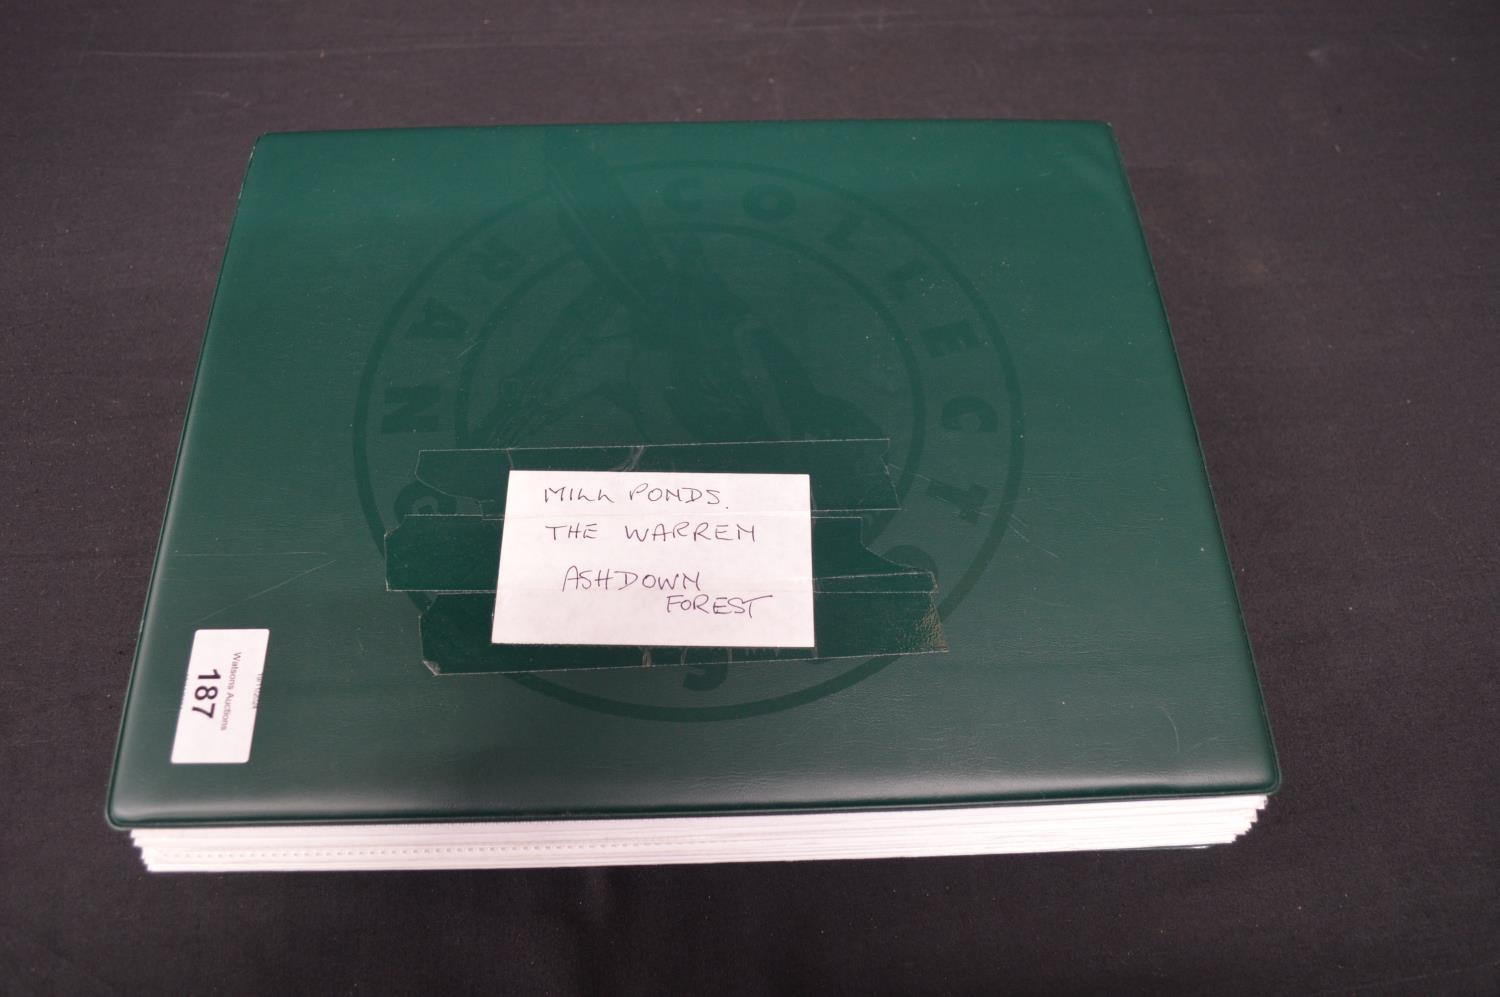 COLLECT
MILL PONDS.
THE WARREN
ASHDOWN
FOREST
Watsons Auctions
187